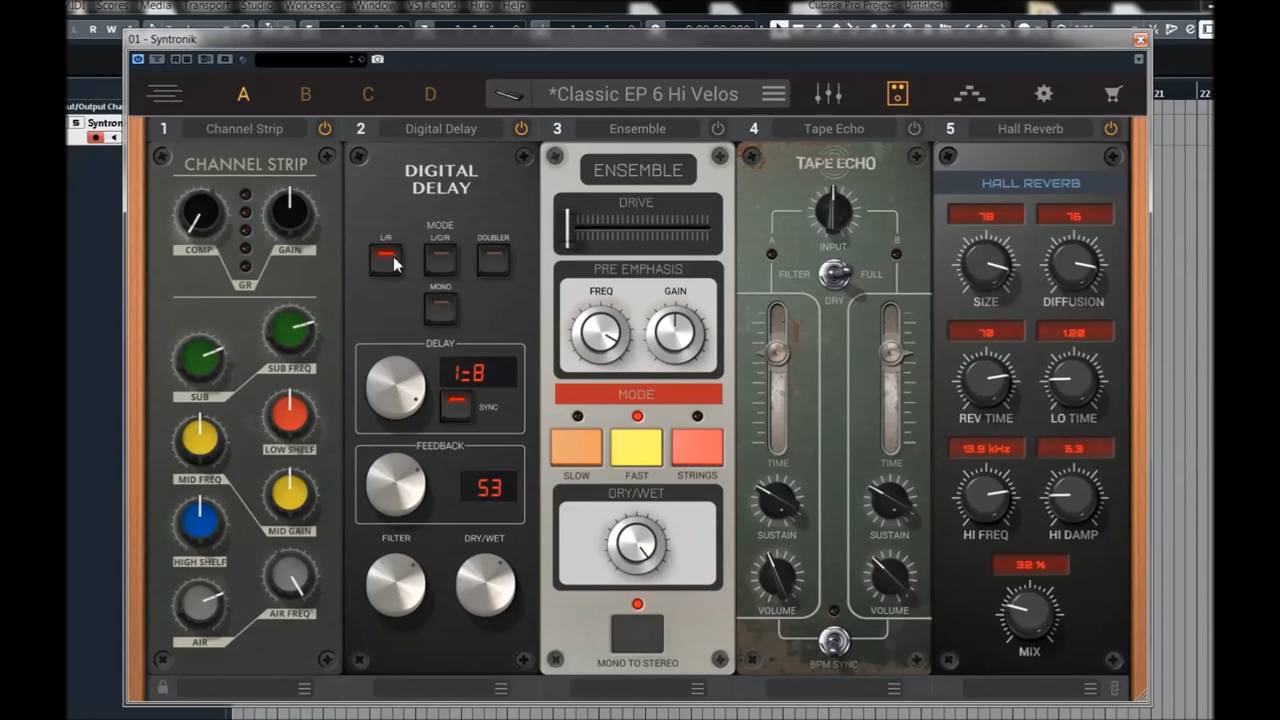 Scores Media Transport Studio Workspaces Window VST Cloud Hub Help
Cubase Pro Project - Untitled1
R W
01 - Syntronik
21 22
A B C D *Classic EP 6 Hi Velos
S Syntron
1 Channel Strip 2 Digital Delay 3 Ensemble 4 Tape Echo 5 Hall Reverb
CHANNEL STRIP
COMP GAIN
GR
SUB FREQ
SUB
LOW SHELF
MID FREQ
MID GAIN
HIGH SHELF
AIR FREQ
AIR
DIGITAL
DELAY
MODE
L/R L/C/R DOUBLER
MONO
DELAY
1=8
SYNC
FEEDBACK
53
FILTER DRY/WET
ENSEMBLE
DRIVE
PRE EMPHASIS
FREQ GAIN
MODE
SLOW FAST STRINGS
DRY/WET
MONO TO STEREO
TAPE ECHO
INPUT
A B
FILTER FULL
DRY
TIME TIME
SUSTAIN SUSTAIN
VOLUME VOLUME
BPM SYNC
HALL REVERB
78 76
SIZE DIFFUSION
70 1.20
REV TIME LO TIME
13.9 kHz 6.3
HI FREQ HI DAMP
32 %
MIX